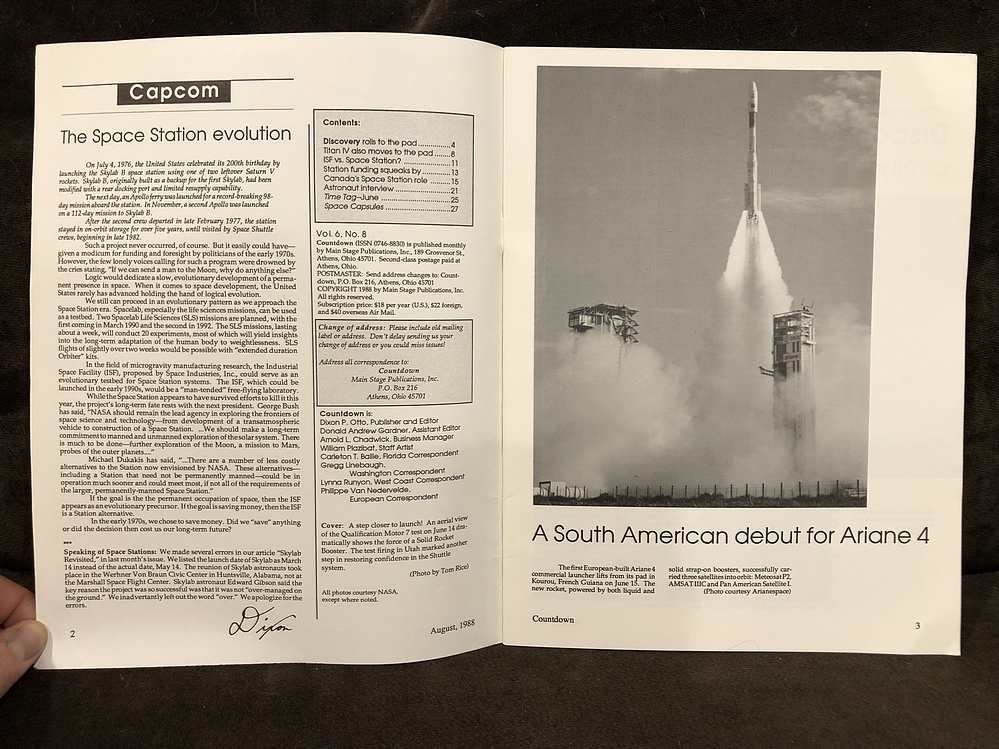 Capcom
The Space Station evolution
On July 4, 1976, the United States celebrated its 200th birthday by
launching the Skylab B space station using one of two leftover Saturn V
rockets. Skylab B, originally built as a backup for the first Skylab, had been
modified with a rear docking port and limited resupply capability.
The next day, an Apollo ferry was launched for a record-breaking 98-
day mission aboard the station. In November, a second Apollo was launched
on a 112-day mission to Skylab B.
After the second crew departed in late February 1977, the station
stayed in on-orbit storage for over five years, until visited by Space Shuttle
crews, beginning in late 1982.
Such a project never occurred, of course. But it easily could have—
given a modicum for funding and foresight by politicians of the early 1970s.
However, the few lonely voices calling for such a program were drowned by
the cries stating, "If we can send a man to the Moon, why do anything else?"
Logic would dedicate a slow, evolutionary development of a perma-
nent presence in space. When it comes to space development, the United
States rarely has advanced holding the hand of logical evolution.
We still can proceed in an evolutionary pattern as we approach the
Space Station era. Spacelab, especially the life sciences missions, can be used
as a testbed. Two Spacelab Life Sciences (SLS) missions are planned, with the
first coming in March 1990 and the second in 1992. The SLS missions, lasting
about a week, will conduct 20 experiments, most of which will yield insights
into the long-term adaptation of the human body to weightlessness. SLS
flights of slightly over two weeks would be possible with "extended duration
Orbiter" kits.
In the field of microgravity manufacturing research, the Industrial
Space Facility (ISF), proposed by Space Industries, Inc., could serve as an
evolutionary testbed for Space Station systems. The ISF, which could be
launched in the early 1990s, would be a "man-tended" free-flying laboratory.
While the Space Station appears to have survived efforts to kill it this
year, the project's long-term fate rests with the next president. George Bush
has said, "NASA should remain the lead agency in exploring the frontiers of
space science and technology—from development of a transatmospheric
vehicle to construction of a Space Station. ...We should make a long-term
commitment to manned and unmanned exploration of the solar system. There
is much to be done—further exploration of the Moon, a mission to Mars,
probes of the outer planets...."
Michael Dukakis has said, "...There are a number of less costly
alternatives to the Station now envisioned by NASA. These alternatives—
including a Station that need not be permanently manned—could be in
operation much sooner and could meet most, if not all of the requirements of
the larger, permanently-manned Space Station."
If the goal is the permanent occupation of space, then the ISF
appears as an evolutionary precursor. If the goal is saving money, then the ISF
is a Station alternative.
In the early 1970s, we chose to save money. Did we "save" anything
or did the decision then cost us our long-term future?
***
Speaking of Space Stations: We made several errors in our article "Skylab
Revisited," in last month's issue. We listed the launch date of Skylab as March
14 instead of the actual date, May 14. The reunion of Skylab astronauts took
place in the Werhner Von Braun Civic Center in Huntsville, Alabama, not at
the Marshall Space Flight Center. Skylab astronaut Edward Gibson said the
key reason the project was so successful was that it was not "over-managed on
the ground." We inadvertently left out the word "over." We apologize for the
errors.
Dixon
2
Contents:
Discovery rolls to the pad ............4
Titan IV also moves to the pad ......8
ISF vs. Space Station? .................11
Station funding squeaks by .........13
Canada's Space Station role ......15
Astronaut Interview ....................21
Time Tag--June ..........................25
Space Capsules .........................27
Vol. 6, No. 8
Countdown (ISSN 0746-8830) is published monthly
by Main Stage Publications, Inc., 189 Grosvenor St.,
Athens, Ohio 45701. Second-class postage paid at
Athens, Ohio.
POSTMASTER: Send address changes to: Count-
down, P.O. Box 216, Athens, Ohio 45701
COPYRIGHT 1988 by Main Stage Publications, Inc.
All rights reserved.
Subscription price: $18 per year (U.S.), $22 foreign,
and $40 overseas Air Mail.
Change of address: Please include old mailing
label or address. Don't delay sending us your
change of address or you could miss issues!
Address all correspondence to:
Countdown
Main Stage Publications, Inc.
P.O. Box 216
Athens, Ohio 45701
Countdown is:
Dixon P. Otto, Publisher and Editor
Donald Andrew Gardner, Assistant Editor
Arnold L. Chadwick, Business Manager
William Plazibat, Staff Artist
Carleton T. Bailie, Florida Correspondent
Gregg Linebaugh,
Washington Correspondent
Lynna Runyon, West Coast Correspondent
Philippe Van Nedervelde,
European Correspondent
Cover: A step closer to launch! An aerial view
of the Qualification Motor 7 test on June 14 dra-
matically shows the force of a Solid Rocket
Booster. The test firing in Utah marked another
step in restoring confidence in the Shuttle
system.
(Photo by Tom Rice)
All photos courtesy NASA,
except where noted.
August, 1988
A South American debut for Ariane 4
The first European-built Ariane 4
commercial launcher lifts from its pad in
Kourou, French Guiana on June 15. The
new rocket, powered by both liquid and
solid strap-on boosters, successfully car-
ried three satellites into orbit: Meteosat P2,
AMSAT IIIC and Pan American Satellite I.
(Photo courtesy Arianespace)
Countdown
3